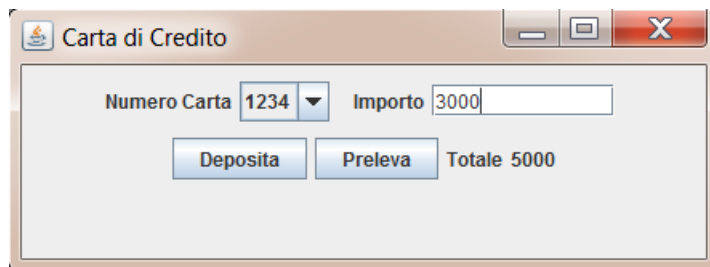 Carta di Credito
Numero Carta 1234 Importo 3000
Deposita Preleva Totale 5000